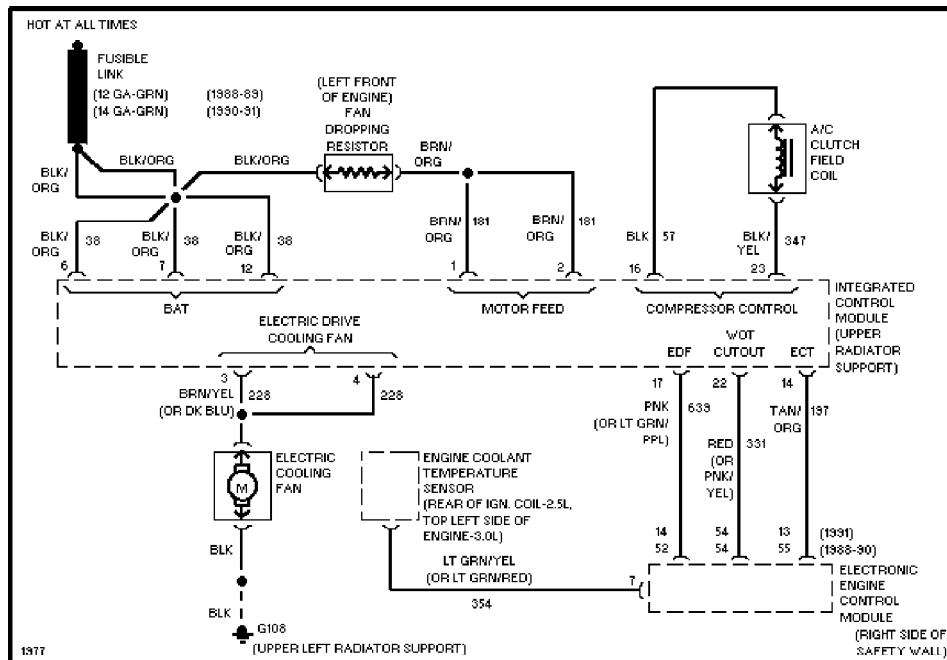 HOT AT ALL TIMES
FUSIBLE
LINK
(12 GA-GRN) (1988-89)
(14 GA-GRN) (1990-91)
(LEFT FRONT
OF ENGINE)
FAN
DROPPING
RESISTOR
A/C
CLUTCH
FIELD
COIL
BLK/
ORG
BLK/ORG
BLK/ORG
BRN/
ORG
BLK/
ORG
38
BLK/
ORG
38
BLK/
ORG
38
BRN/
ORG
181
BRN/
ORG
181
BLK
57
BLK/
YEL
347
6
7
12
1
2
16
23
BAT
MOTOR FEED
COMPRESSOR CONTROL
INTEGRATED
CONTROL
MODULE
(UPPER
RADIATOR
SUPPORT)
ELECTRIC DRIVE
COOLING FAN
EDF
WOT
CUTOUT
ECT
3
4
17
22
14
BRN/YEL
(OR DK BLU)
228
228
PNK
(OR LT GRN/
PPL)
639
RED
(OR
PNK/
YEL)
331
TAN/
ORG
197
M
ELECTRIC
COOLING
FAN
ENGINE COOLANT
TEMPERATURE
SENSOR
(REAR OF IGN. COIL-2.5L,
TOP LEFT SIDE OF
ENGINE-3.0L)
14 54 13 (1991)
52 54 55 (1988-90)
BLK
LT GRN/YEL
(OR LT GRN/RED)
354
7
ELECTRONIC
ENGINE
CONTROL
MODULE
(RIGHT SIDE OF
SAFETY WALL)
BLK
G108
(UPPER LEFT RADIATOR SUPPORT)
1977